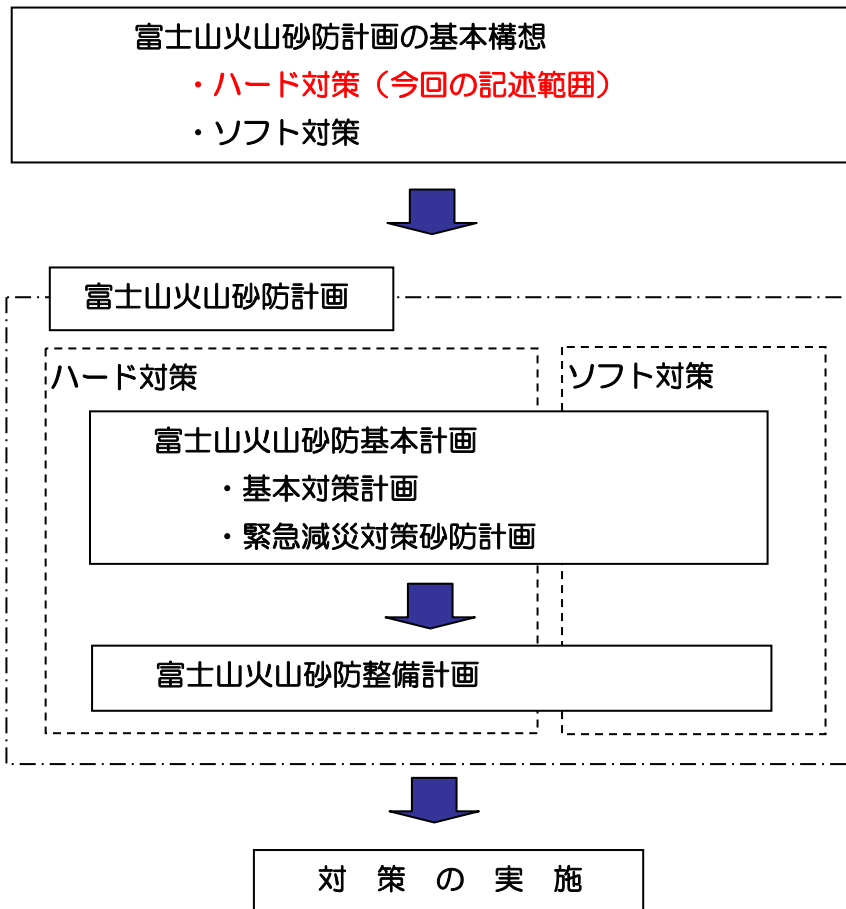 富士山火山砂防計画の基本構想
・ハード対策（今回の記述範囲）
・ソフト対策
富士山火山砂防計画
ハード対策
ソフト対策
富士山火山砂防基本計画
・基本対策計画
・緊急減災対策砂防計画
富士山火山砂防整備計画
対　策　の　実　施